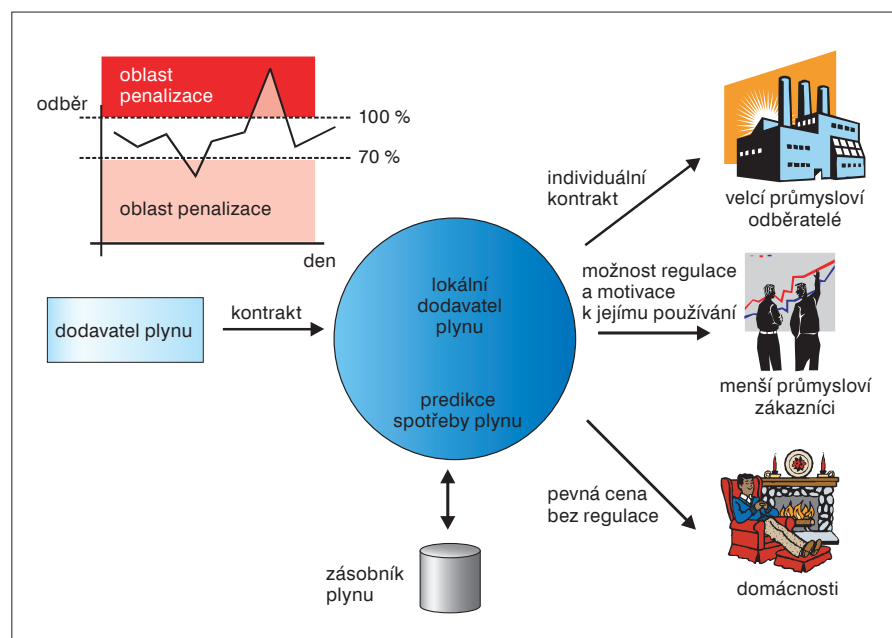 oblast
penalizace
odběr
100 %
70 %
oblast penalizace
den
individuální
kontrakt
velcí průmysloví
odběratelé
lokální
dodavatel
plynu
možnost regulace
a motivace
k jejímu používání
kontrakt
dodavatel plynu
menší průmysloví
zákazníci
predikce
spotřeby plynu
pevná cena
bez regulace
zásobník
plynu
domácnosti